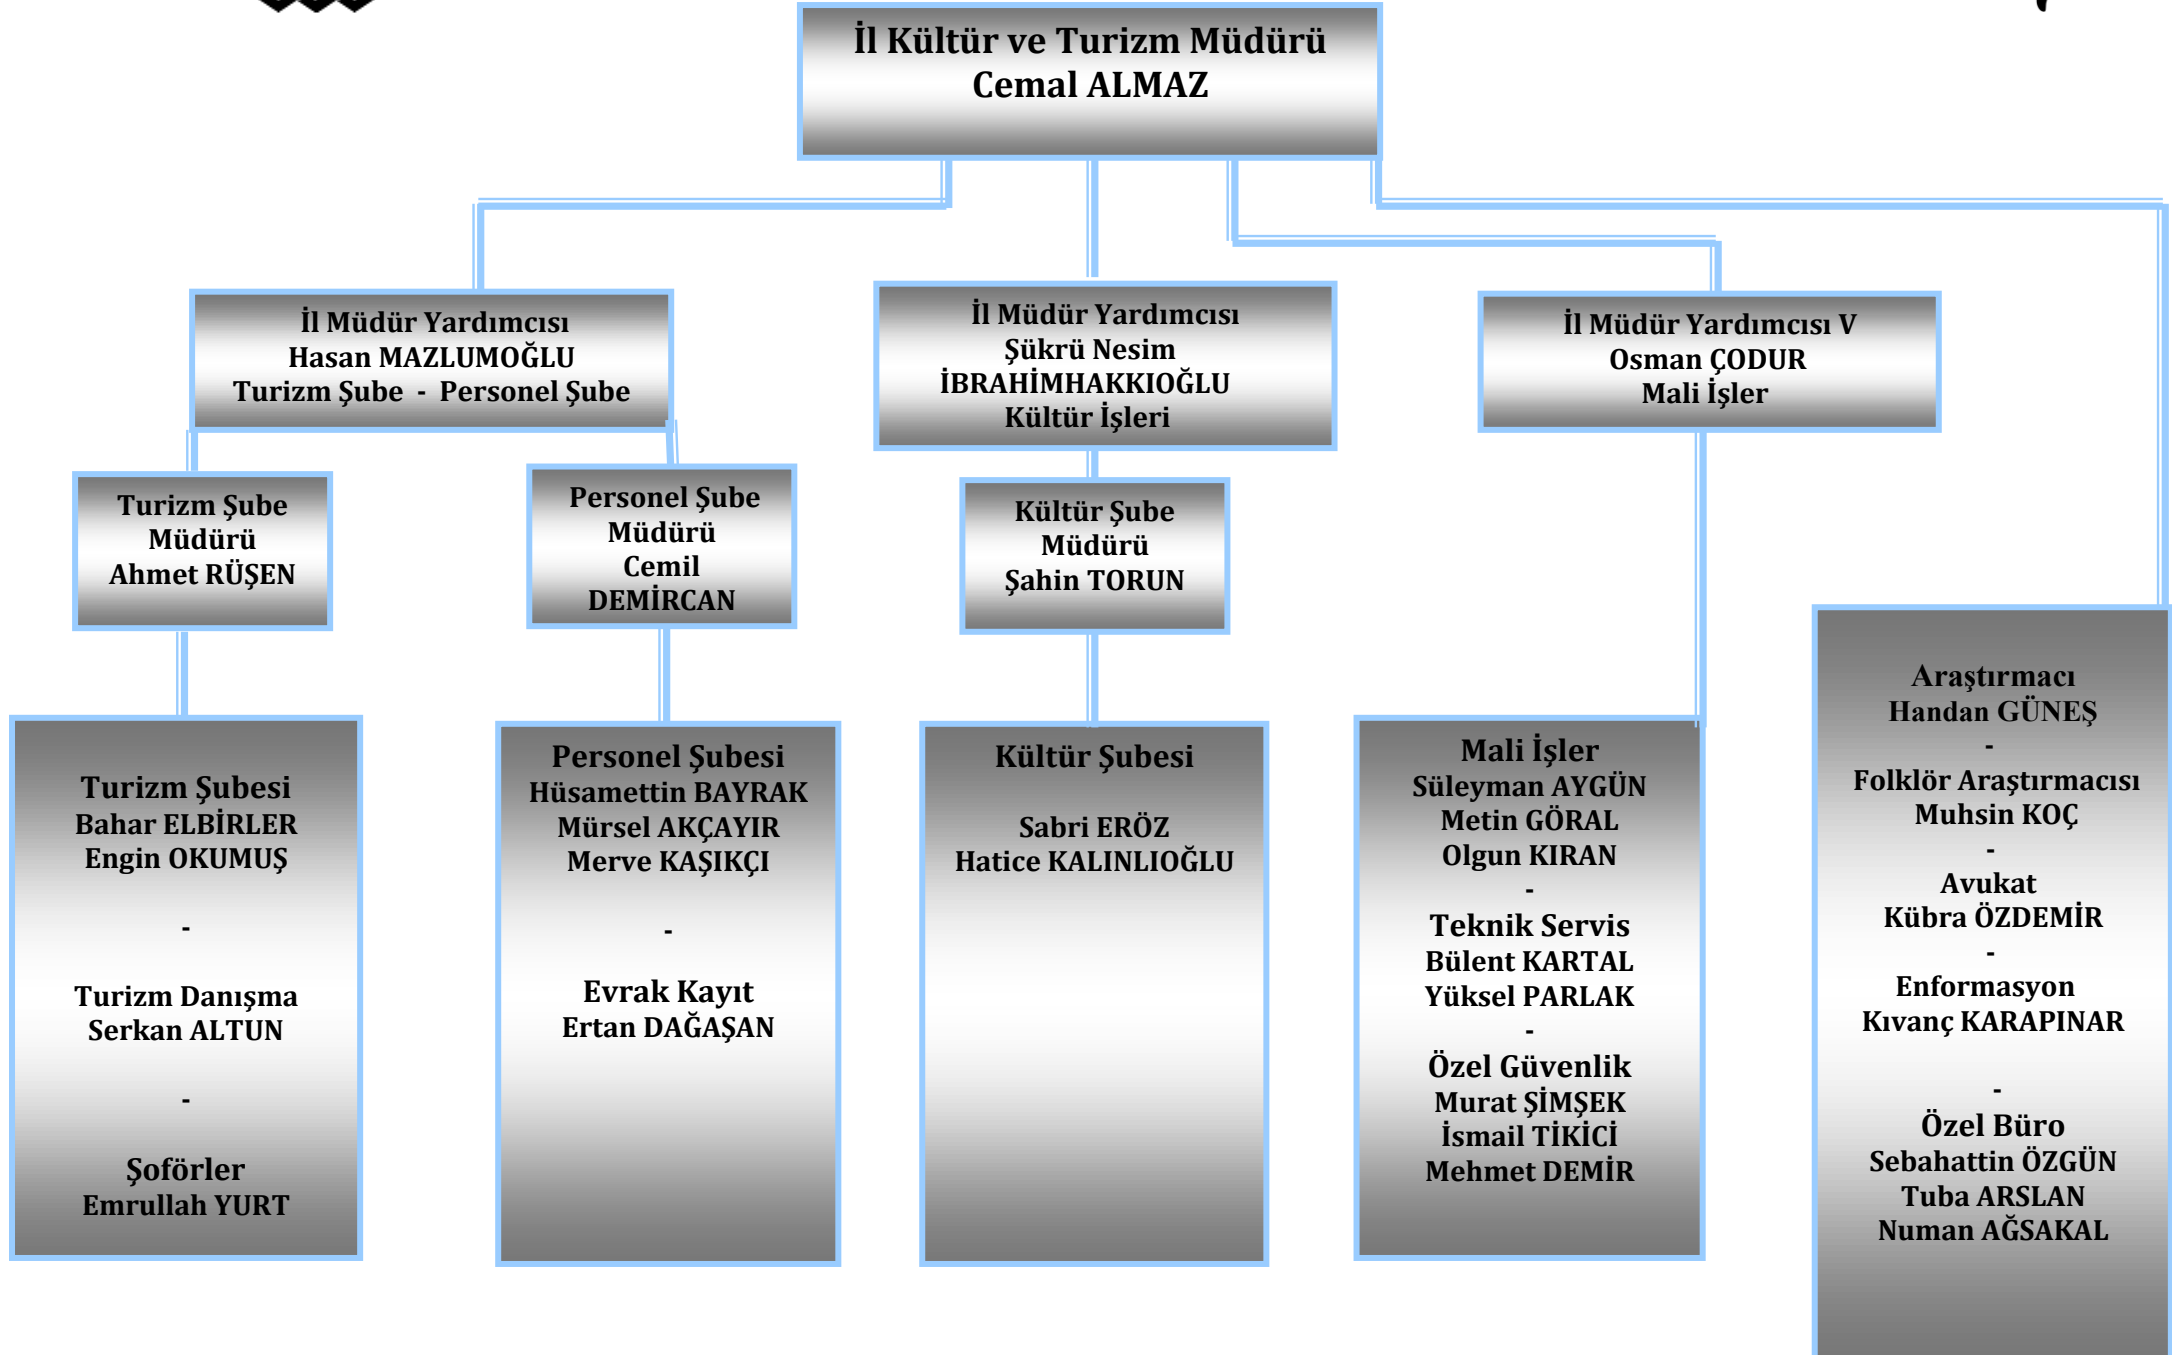 İl Kültür ve Turizm Müdürü
Cemal ALMAZ
İl Müdür Yardımcısı
Hasan MAZLUMOĞLU
Turizm Şube - Personel Şube
İl Müdür Yardımcısı
Şükrü Nesim
İBRAHİMHAKKIOĞLU
Kültür İşleri
İl Müdür Yardımcısı V
Osman ÇODUR
Mali İşler
Turizm Şube
Müdürü
Ahmet RÜŞEN
Personel Şube
Müdürü
Cemil
DEMİRCAN
Kültür Şube
Müdürü
Şahin TORUN
Turizm Şubesi
Bahar ELBİRLER
Engin OKUMUŞ
-
Turizm Danışma
Serkan ALTUN
-
Şoförler
Emrullah YURT
Personel Şubesi
Hüsamettin BAYRAK
Mürsel AKÇAYIR
Merve KAŞIKÇI
-
Evrak Kayıt
Ertan DAĞAŞAN
Kültür Şubesi
Sabri ERÖZ
Hatice KALINLIOĞLU
Mali İşler
Süleyman AYGÜN
Metin GÖRAL
Olgun KIRAN
-
Teknik Servis
Bülent KARTAL
Yüksel PARLAK
-
Özel Güvenlik
Murat ŞİMŞEK
İsmail TİKİCİ
Mehmet DEMİR
Araştırmacı
Handan GÜNEŞ
-
Folklör Araştırmacısı
Muhsin KOÇ
-
Avukat
Kübra ÖZDEMİR
-
Enformasyon
Kıvanç KARAPINAR
-
Özel Büro
Sebahattin ÖZGÜN
Tuba ARSLAN
Numan AĞSAKAL